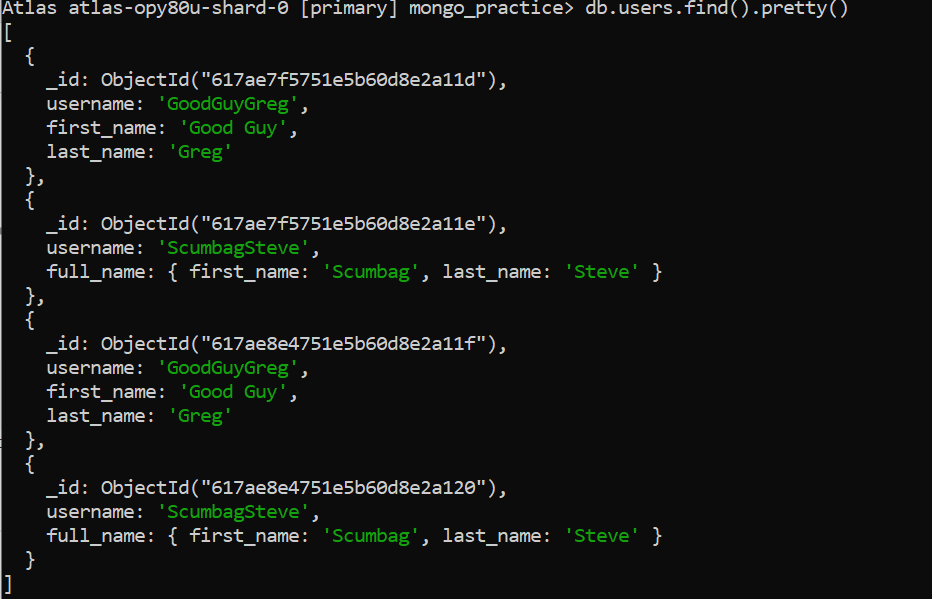 Atlas atlas-opy80u-shard-0 [primary] mongo_practice> db.users.find().pretty()
[
  {
    _id: ObjectId("617ae7f5751e5b60d8e2a11d"),
    username: 'GoodGuyGreg',
    first_name: 'Good Guy',
    last_name: 'Greg'
  },
  {
    _id: ObjectId("617ae7f5751e5b60d8e2a11e"),
    username: 'ScumbagSteve',
    full_name: { first_name: 'Scumbag', last_name: 'Steve' }
  },
  {
    _id: ObjectId("617ae8e4751e5b60d8e2a11f"),
    username: 'GoodGuyGreg',
    first_name: 'Good Guy',
    last_name: 'Greg'
  },
  {
    _id: ObjectId("617ae8e4751e5b60d8e2a120"),
    username: 'ScumbagSteve',
    full_name: { first_name: 'Scumbag', last_name: 'Steve' }
  }
]